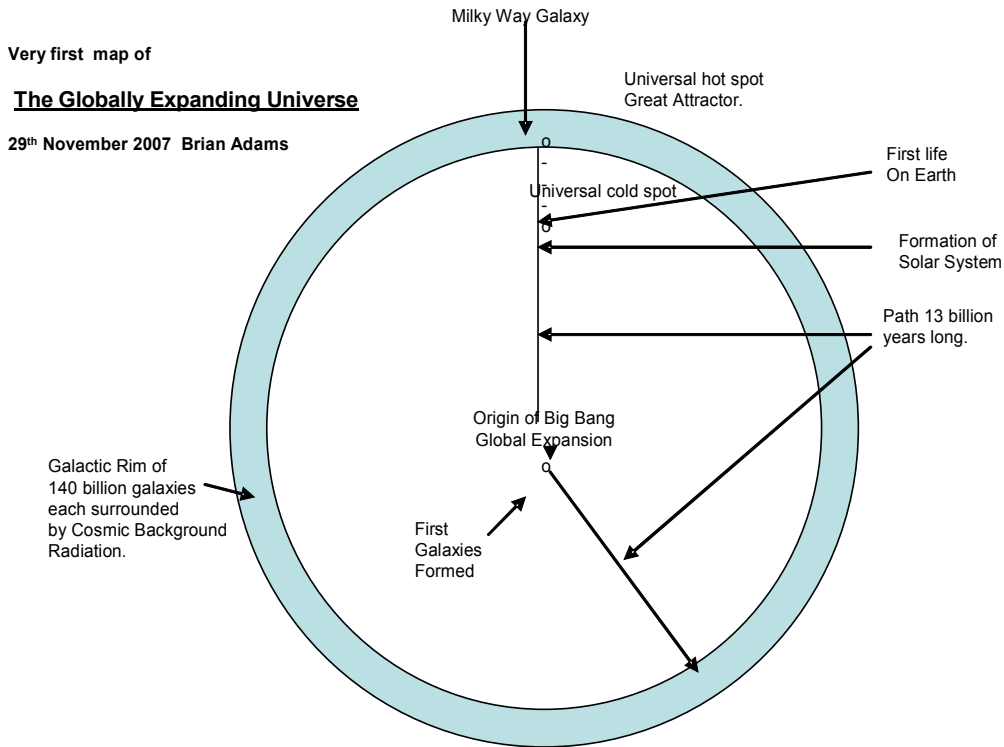 Milky Way Galaxy
Very first map of
The Globally Expanding Universe
29th November 2007 Brian Adams
Universal hot spot
Great Attractor.
o
-
-
-
o
Universal cold spot
First life
On Earth
Formation of
Solar System
Path 13 billion
years long.
Origin of Big Bang
Global Expansion
o
Galactic Rim of
140 billion galaxies
each surrounded
by Cosmic Background
Radiation.
First
Galaxies
Formed